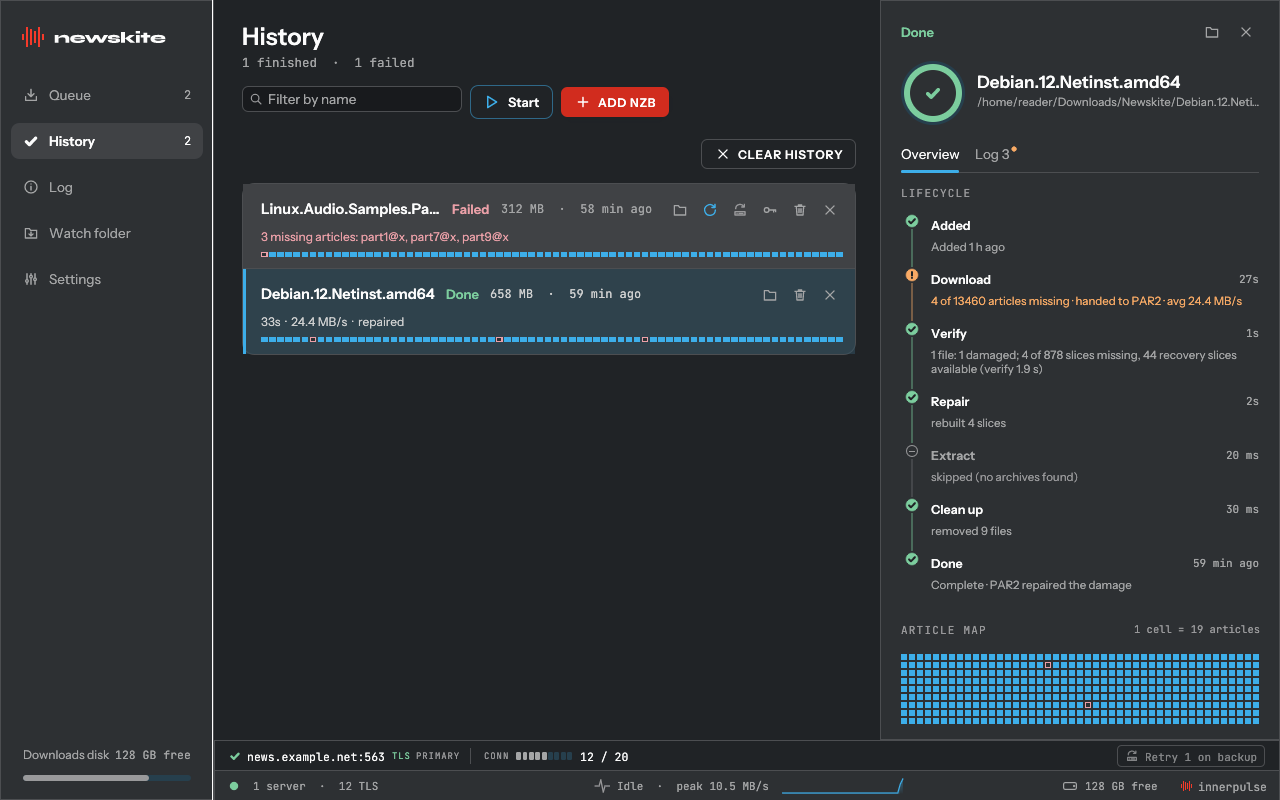 newskite
Queue 2
History 2
Log
Watch folder
Settings
Downloads disk 128 GB free
History
1 finished · 1 failed
Filter by name
Start
ADD NZB
CLEAR HISTORY
Linux.Audio.Samples.Pa... Failed 312 MB · 58 min ago
3 missing articles: part1@x, part7@x, part9@x
Debian.12.Netinst.amd64 Done 658 MB · 59 min ago
33s · 24.4 MB/s · repaired
Done
Debian.12.Netinst.amd64
/home/reader/Downloads/Newskite/Debian.12.Neti...
Overview
Log 3
LIFECYCLE
Added
Added 1 h ago
Download 27s
4 of 13460 articles missing · handed to PAR2 · avg 24.4 MB/s
Verify 1s
1 file: 1 damaged; 4 of 878 slices missing, 44 recovery slices
available (verify 1.9 s)
Repair 2s
rebuilt 4 slices
Extract 20 ms
skipped (no archives found)
Clean up 30 ms
removed 9 files
Done 59 min ago
Complete · PAR2 repaired the damage
ARTICLE MAP 1 cell = 19 articles
news.example.net:563 TLS PRIMARY CONN 12 / 20
Retry 1 on backup
1 server · 12 TLS
Idle · peak 10.5 MB/s
128 GB free
innerpulse